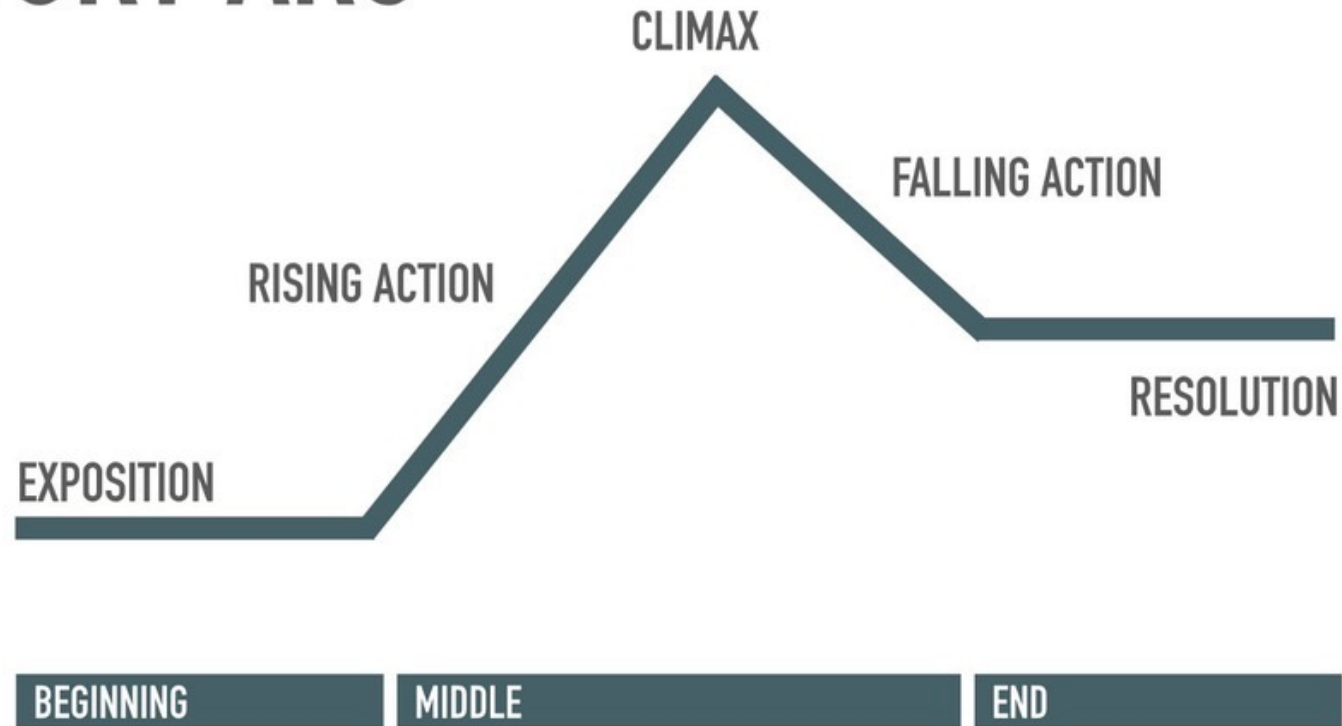 CLIMAX
FALLING ACTION
RISING ACTION
RESOLUTION
EXPOSITION
BEGINNING
MIDDLE
END